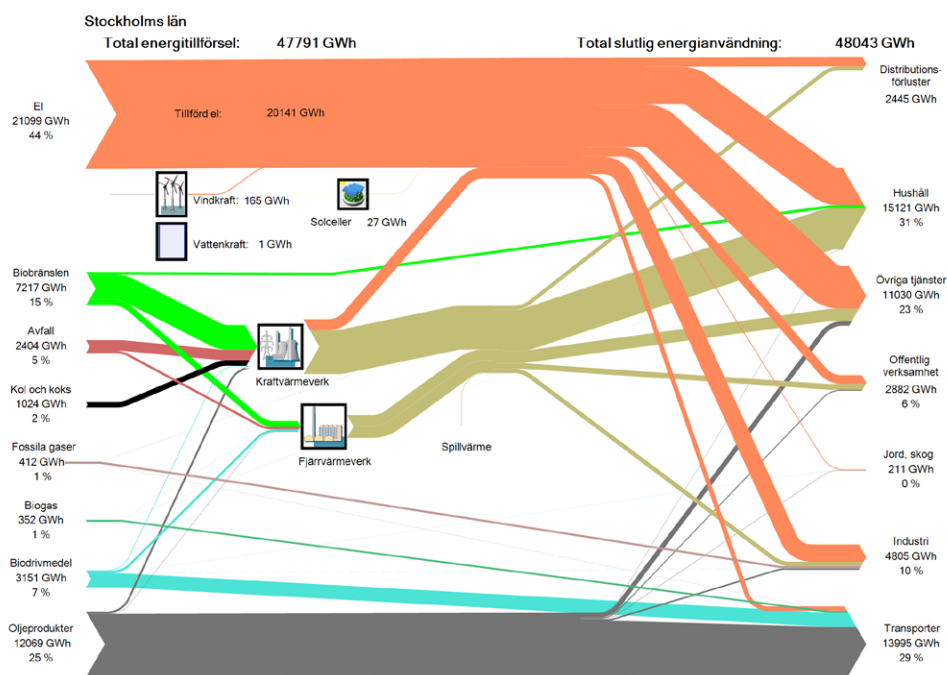 Stockholms län
Total energitillförsel: 47791 GWh
Total slutlig energianvändning: 48043 GWh
El
21099 GWh
44 %
Tillförd el: 20141 GWh
Vindkraft: 165 GWh
Solceller 27 GWh
Vattenkraft: 1 GWh
Biobränslen
7217 GWh
15 %
Avfall
2404 GWh
5 %
Kol och koks
1024 GWh
2 %
Fossila gaser
412 GWh
1 %
Biogas
352 GWh
1 %
Biodrivmedel
3151 GWh
7 %
Oljeprodukter
12069 GWh
25 %
Kraftvärmeverk
Fjärrvärmeverk
Spillvärme
Distributions-
förluster
2445 GWh
Hushåll
15121 GWh
31 %
Övriga tjänster
11030 GWh
23 %
Offentlig
verksamhet
2882 GWh
6 %
Jord, skog
211 GWh
0 %
Industri
4805 GWh
10 %
Transporter
13995 GWh
29 %